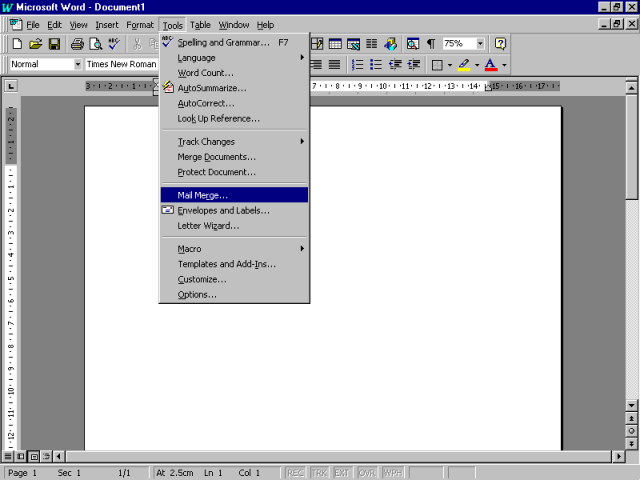 Microsoft Word - Document1
File Edit View Insert Format Tools Table Window Help
75%
Normal Times New Roman
Spelling and Grammar... F7
Language
Word Count...
AutoSummarize...
AutoCorrect...
Look Up Reference...
Track Changes
Merge Documents...
Protect Document...
Mail Merge...
Envelopes and Labels...
Letter Wizard...
Macro
Templates and Add-Ins...
Customize...
Options...
Page 1 Sec 1 1/1 At 2.5cm Ln 1 Col 1 REC TRK EXT OVR WPH